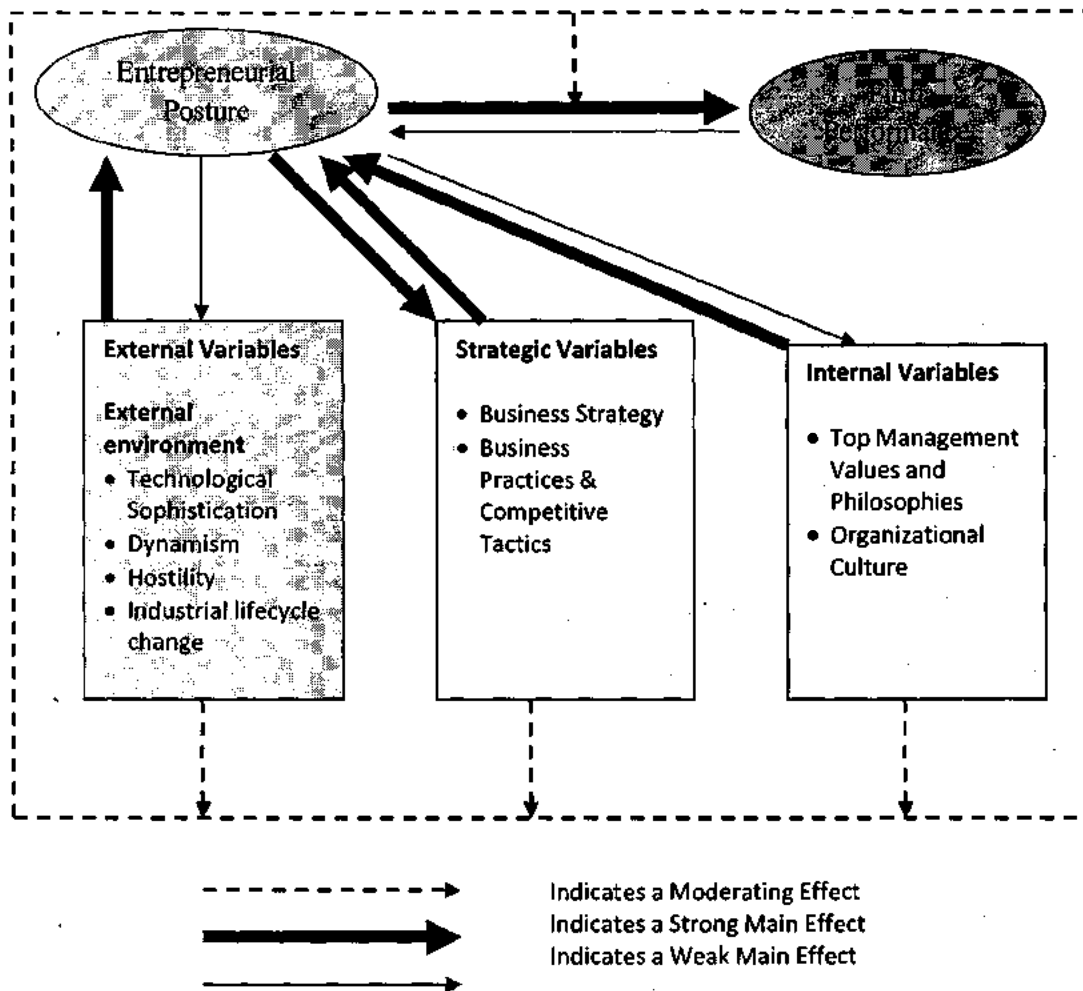 Entrepreneurial
Posture
Firm
Performance
External Variables
External
environment
• Technological
Sophistication
• Dynamism
• Hostility
• Industrial lifecycle
change
Strategic Variables
• Business Strategy
• Business
Practices &
Competitive
Tactics
Internal Variables
• Top Management
Values and
Philosophies
• Organizational
Culture
Indicates a Moderating Effect
Indicates a Strong Main Effect
Indicates a Weak Main Effect